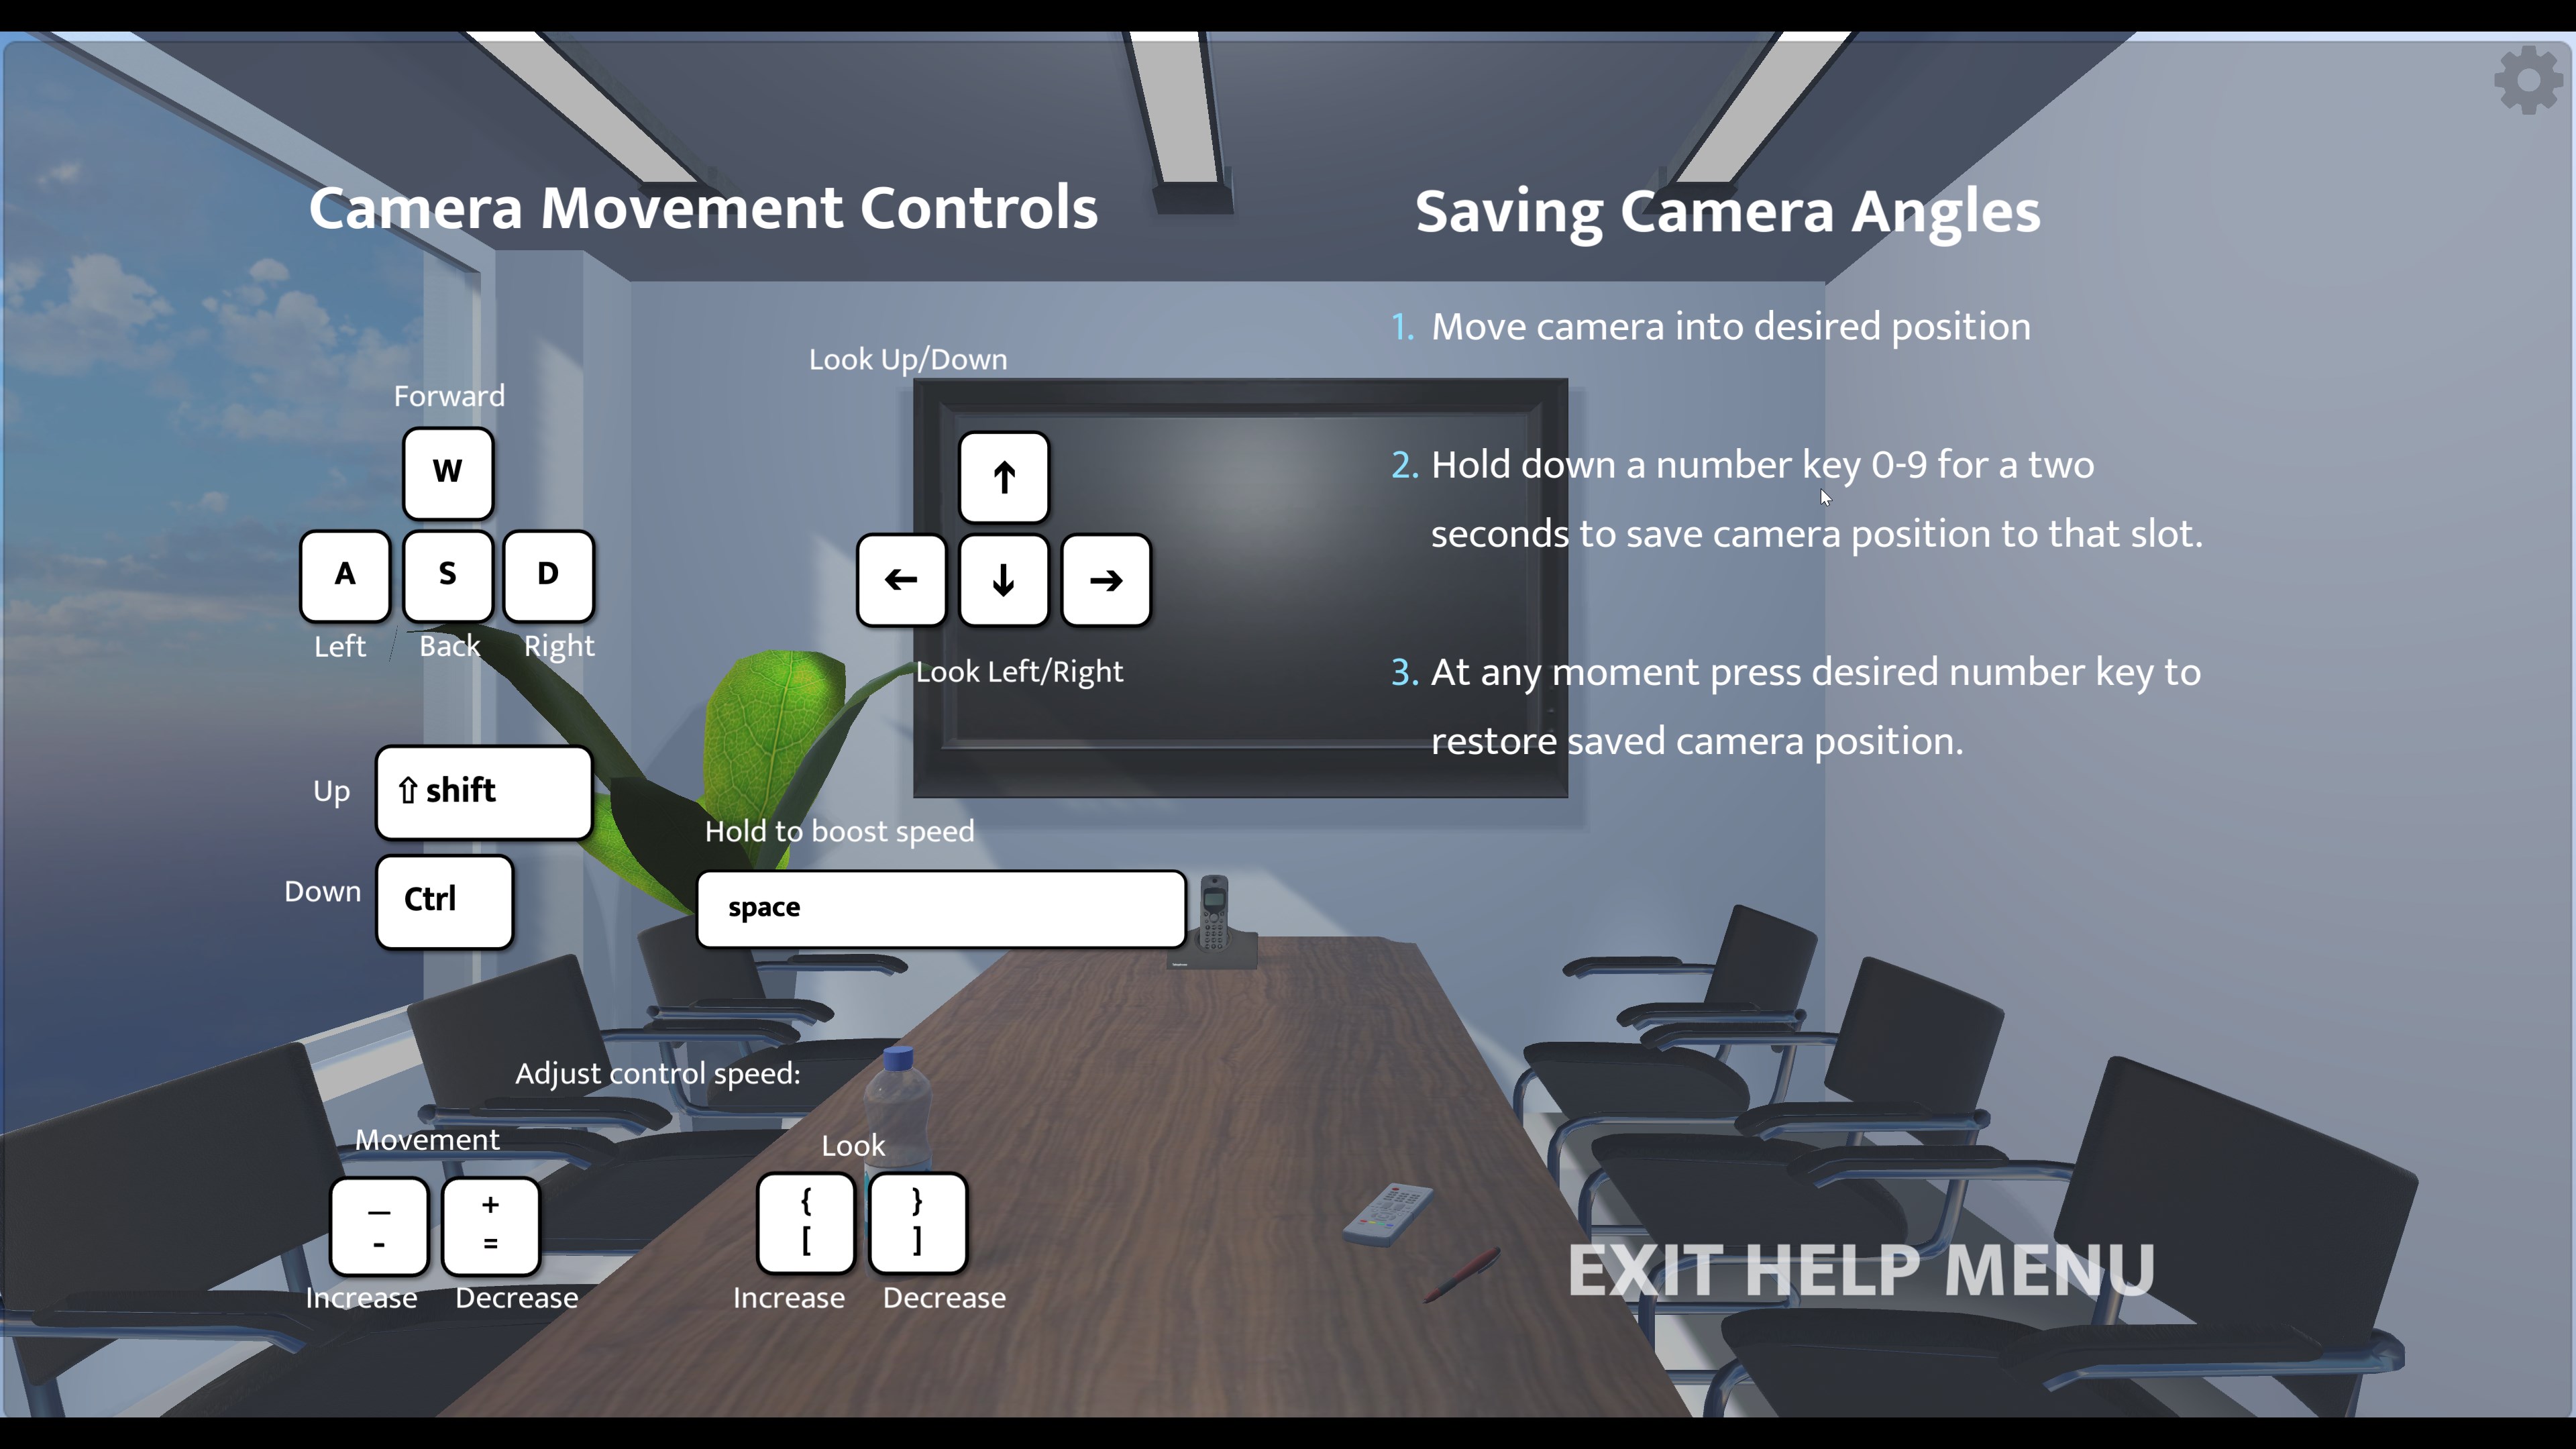 Camera Movement Controls
Forward
W
A
S
D
Left
Back
Right
Look Up/Down
↑
←
↓
→
Look Left/Right
Up
⇧ shift
Down
Ctrl
Hold to boost speed
space
Adjust control speed:
Movement
—
-
+
=
Increase
Decrease
Look
{
[
}
]
Increase
Decrease
Saving Camera Angles
1. Move camera into desired position
2. Hold down a number key 0-9 for a two
seconds to save camera position to that slot.
3. At any moment press desired number key to
restore saved camera position.
EXIT HELP MENU